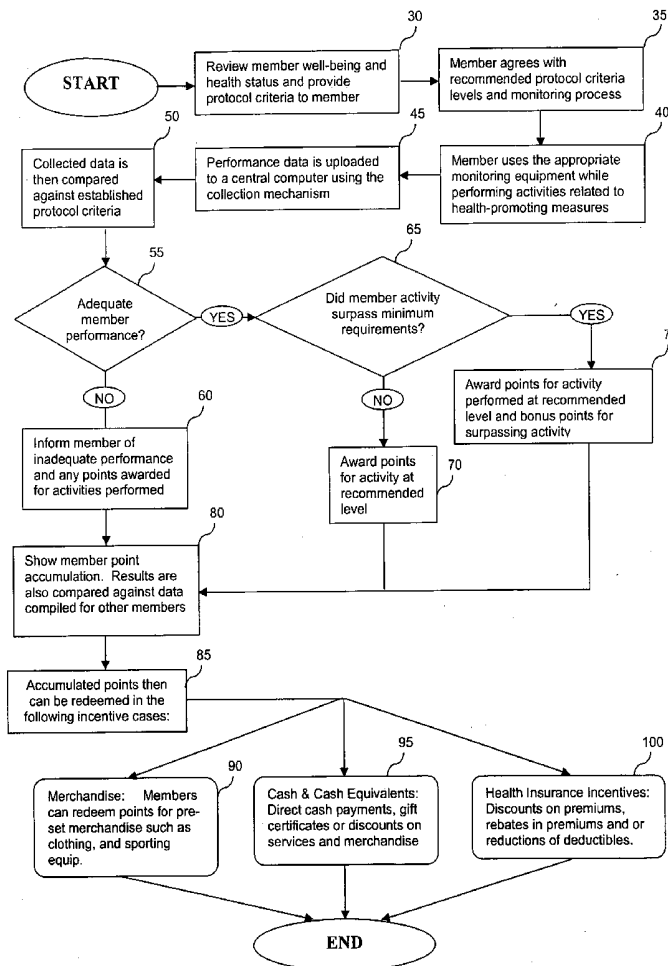 START
30
Review member well-being and
health status and provide
protocol criteria to member
35
Member agrees with
recommended protocol criteria
levels and monitoring process
40
Member uses the appropriate
monitoring equipment while
performing activities related to
health-promoting measures
45
Performance data is uploaded
to a central computer using the
collection mechanism
50
Collected data is
then compared
against established
protocol criteria
55
Adequate
member
performance?
YES
65
Did member activity
surpass minimum
requirements?
YES
7
Award points for activity
performed at recommended
level and bonus points for
surpassing activity
NO
60
Inform member of
inadequate performance
and any points awarded
for activities performed
NO
70
Award points
for activity at
recommended
level
80
Show member point
accumulation. Results are
also compared against data
compiled for other members
85
Accumulated points then
can be redeemed in the
following incentive cases:
90
Merchandise: Members
can redeem points for pre-
set merchandise such as
clothing, and sporting
equip.
95
Cash & Cash Equivalents:
Direct cash payments, gift
certificates or discounts on
services and merchandise
100
Health Insurance Incentives:
Discounts on premiums,
rebates in premiums and or
reductions of deductibles.
END